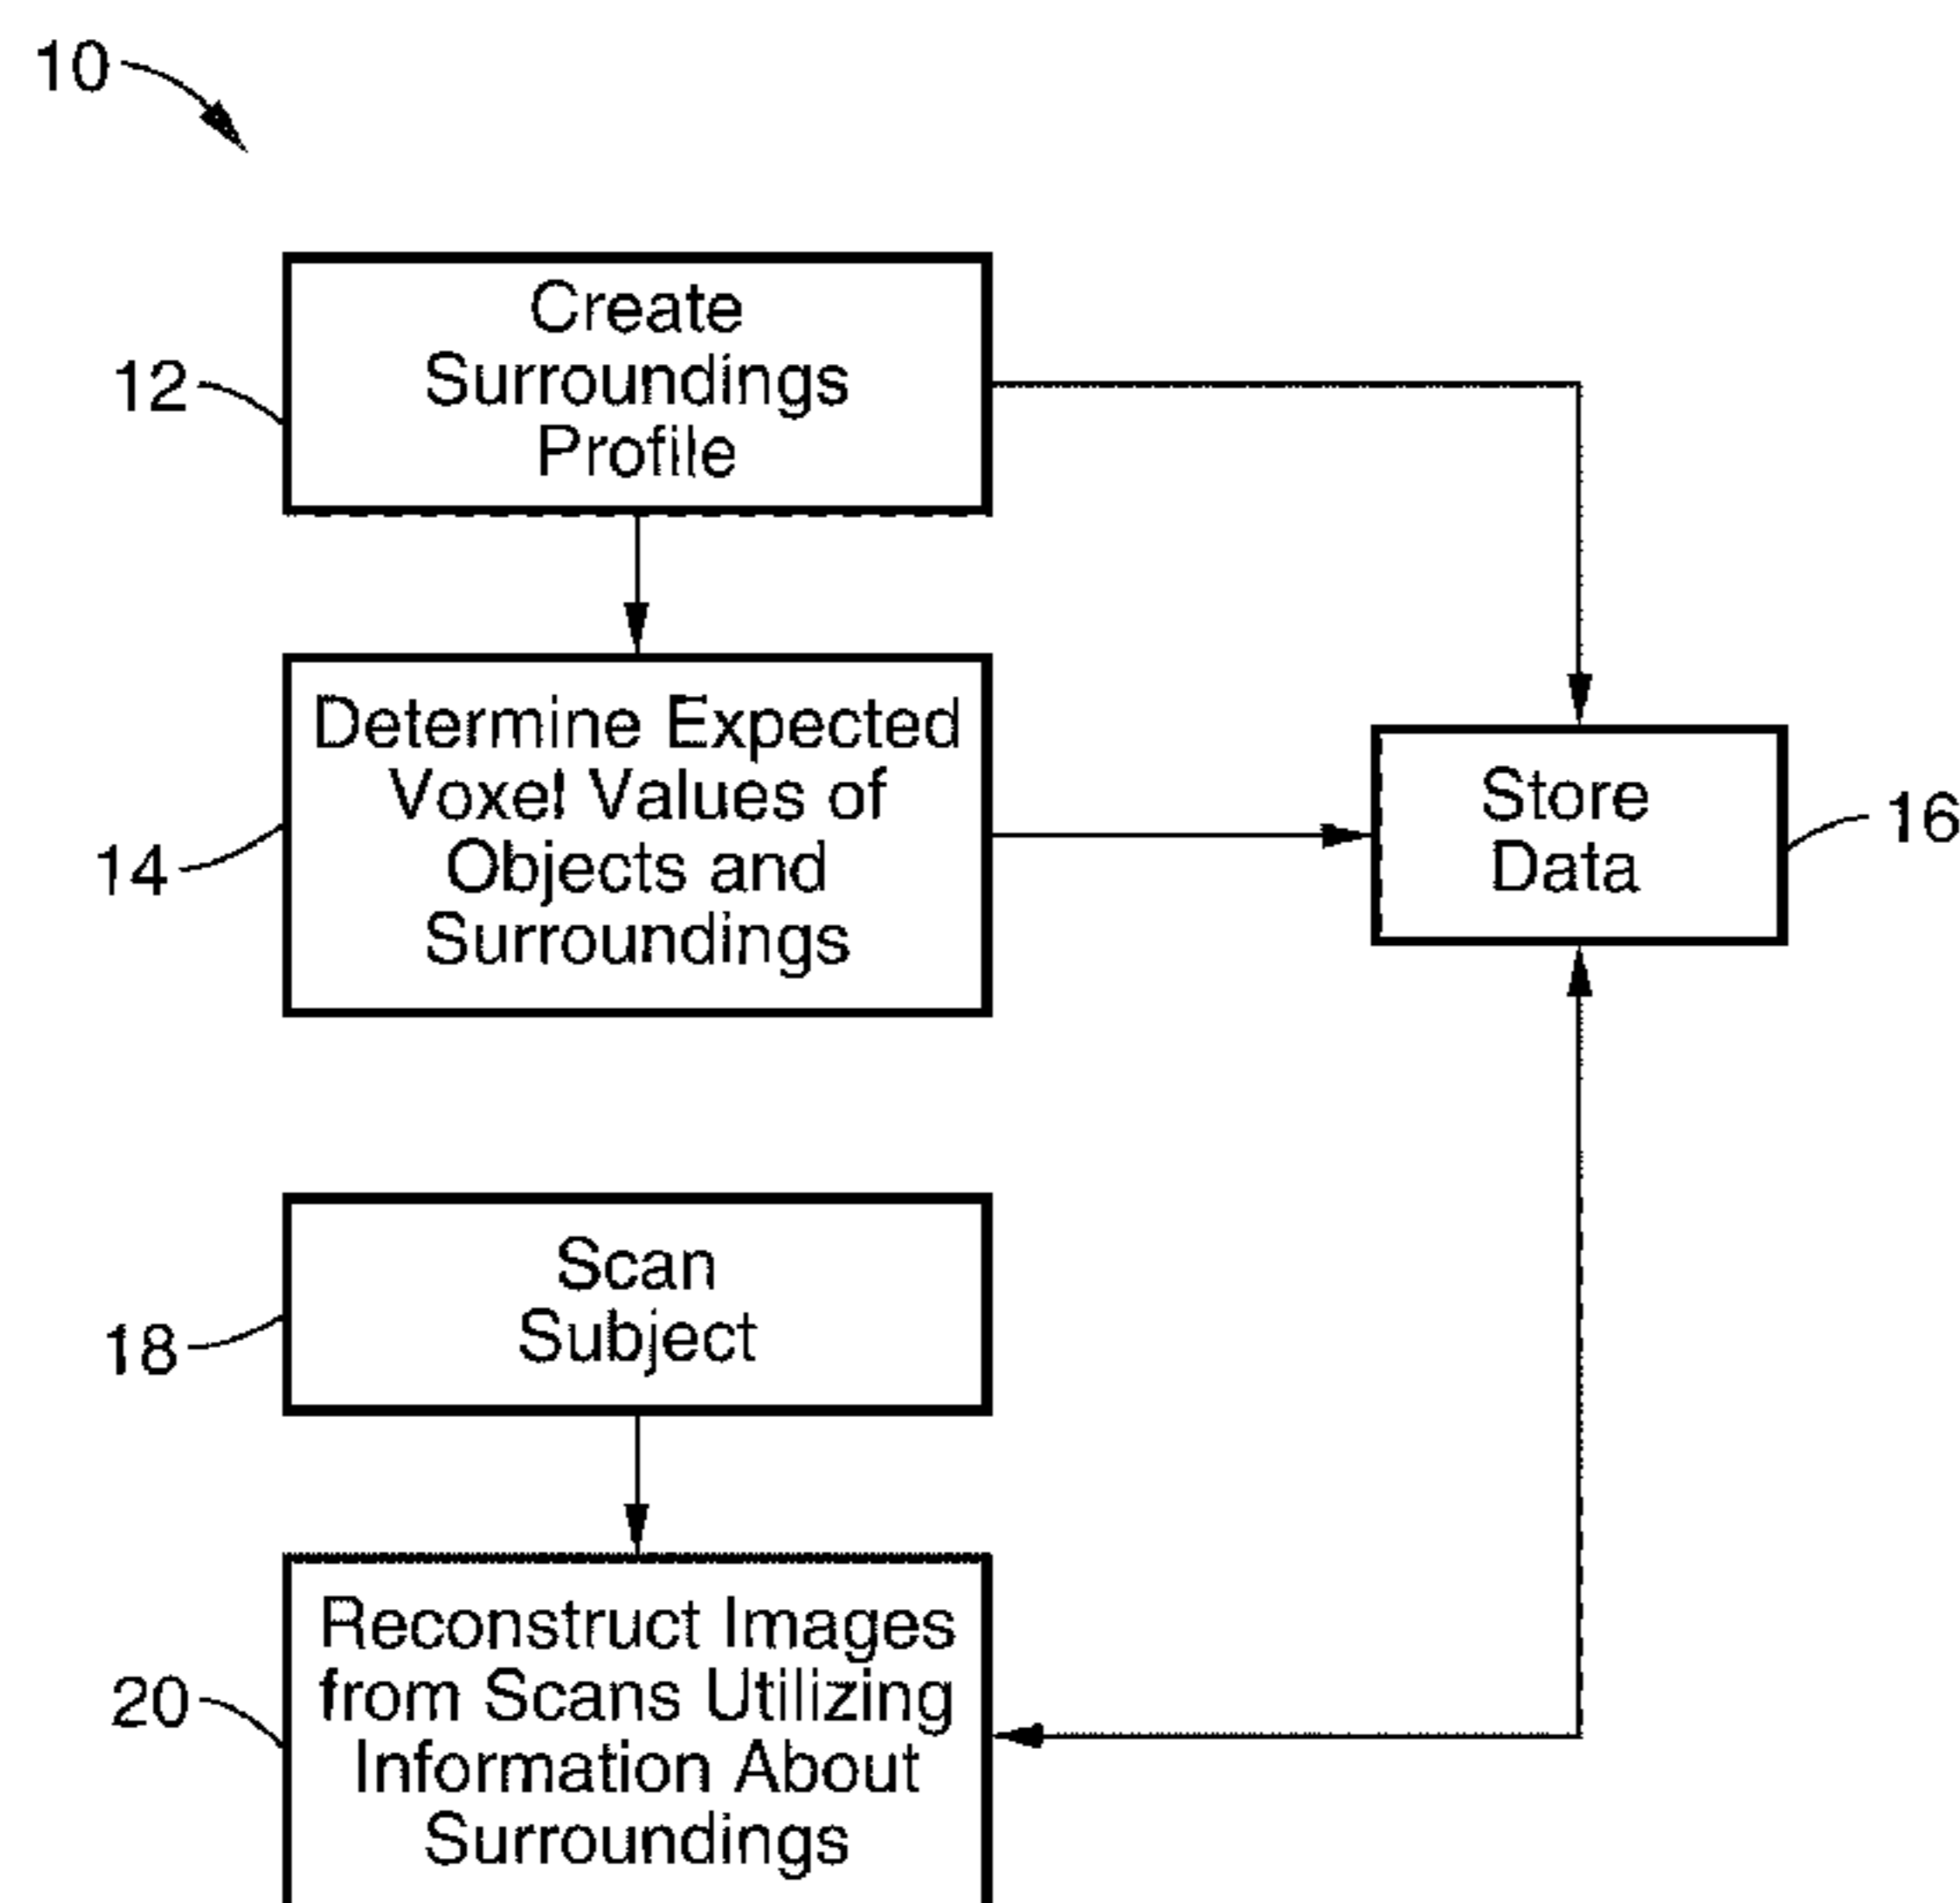 10
12
Create
Surroundings
Profile
14
Determine Expected
Voxel Values of
Objects and
Surroundings
Store
Data
16
18
Scan
Subject
20
Reconstruct Images
from Scans Utilizing
Information About
Surroundings